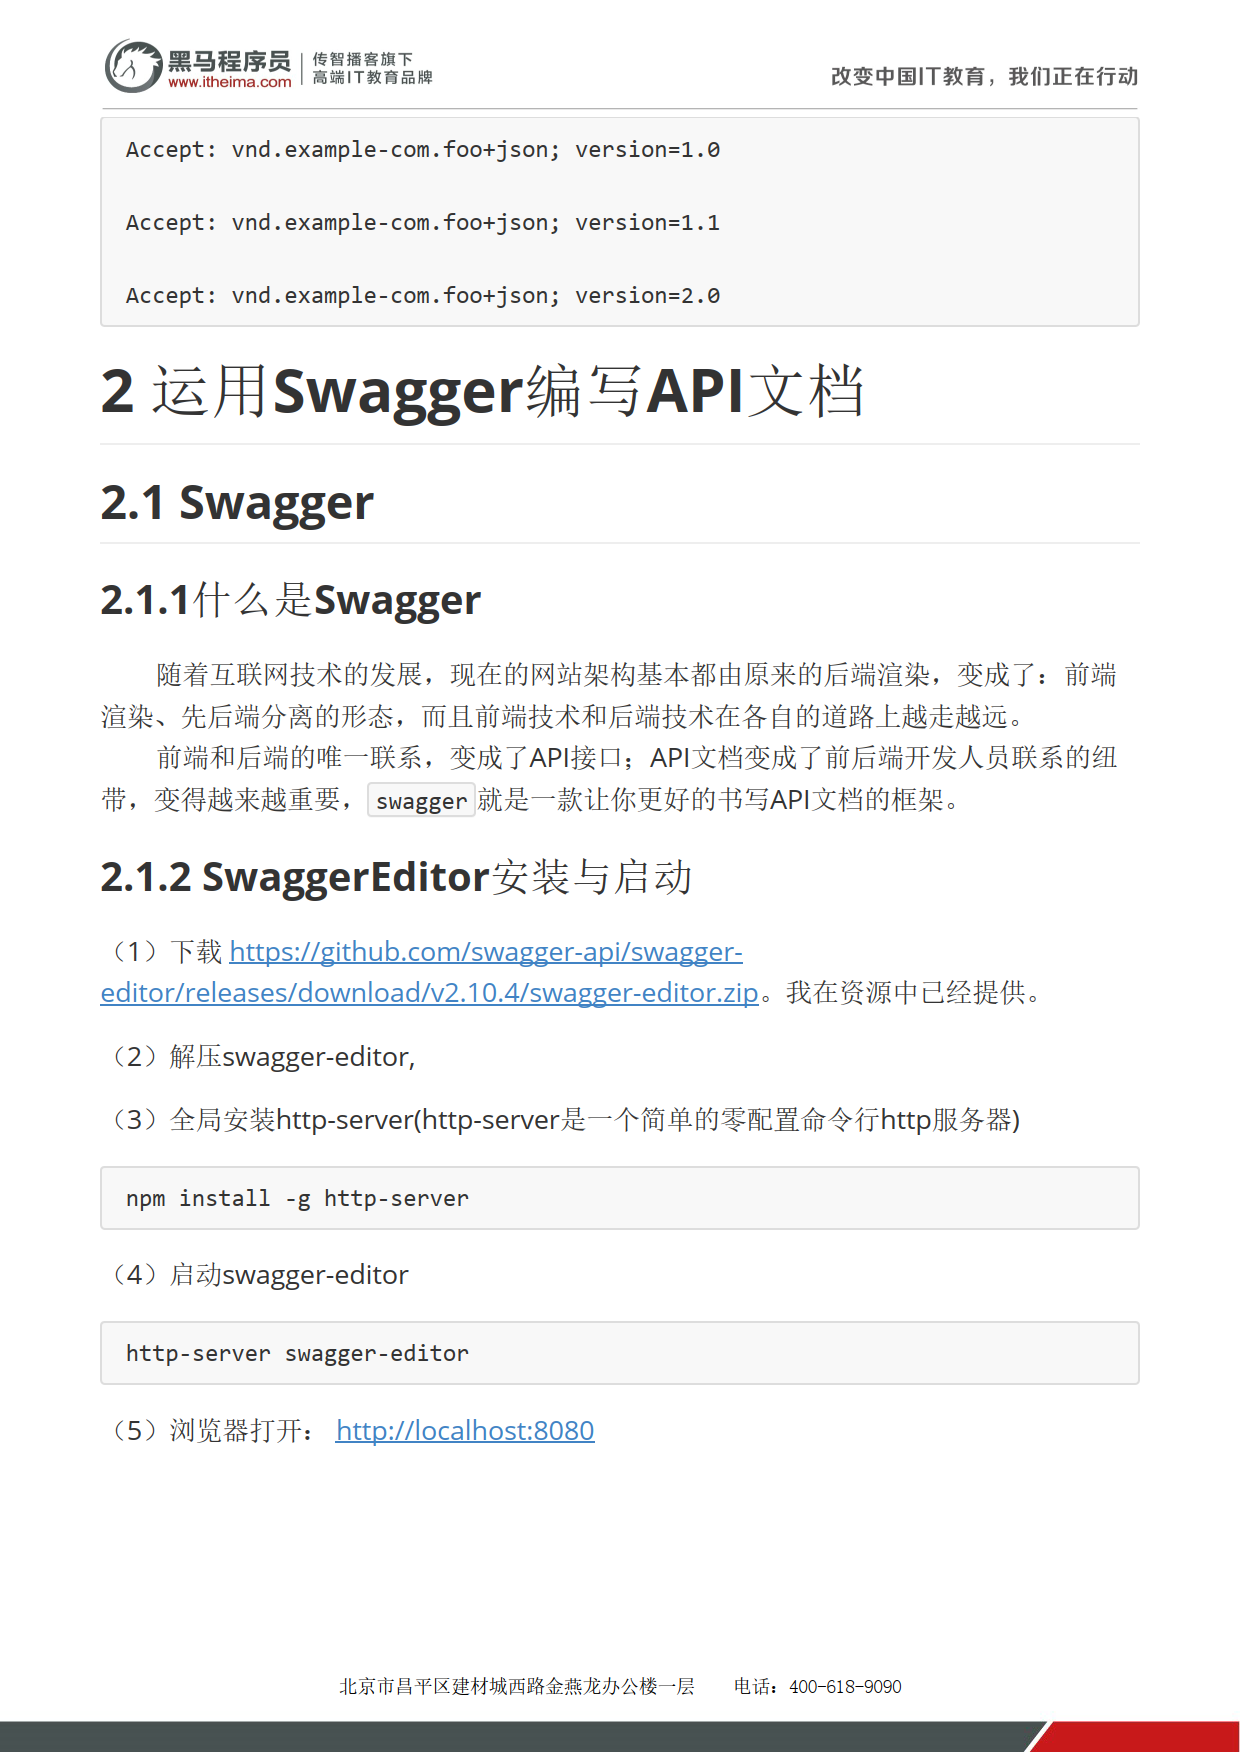 黑马程序员
www.itheima.com
传智播客旗下
高端IT教育品牌
改变中国IT教育，我们正在行动
Accept: vnd.example-com.foo+json; version=1.0
Accept: vnd.example-com.foo+json; version=1.1
Accept: vnd.example-com.foo+json; version=2.0
2 运用Swagger编写API文档
2.1 Swagger
2.1.1什么是Swagger
随着互联网技术的发展，现在的网站架构基本都由原来的后端渲染，变成了：前端
渲染、先后端分离的形态，而且前端技术和后端技术在各自的道路上越走越远。
前端和后端的唯一联系，变成了API接口；API文档变成了前后端开发人员联系的纽
带，变得越来越重要，swagger就是一款让你更好的书写API文档的框架。
2.1.2 SwaggerEditor安装与启动
（1）下载 https://github.com/swagger-api/swagger-
editor/releases/download/v2.10.4/swagger-editor.zip。我在资源中已经提供。
（2）解压swagger-editor,
（3）全局安装http-server(http-server是一个简单的零配置命令行http服务器)
npm install -g http-server
（4）启动swagger-editor
http-server swagger-editor
（5）浏览器打开： http://localhost:8080
北京市昌平区建材城西路金燕龙办公楼一层 电话：400-618-9090